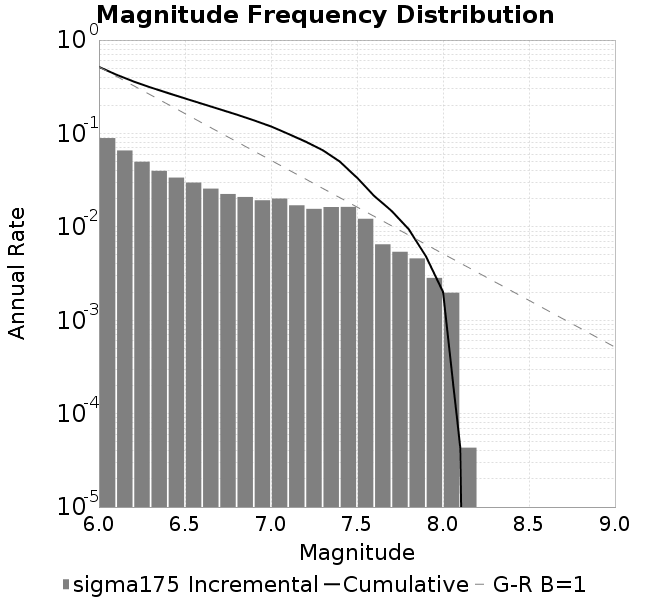 Magnitude Frequency Distribution
10^0
10^-1
10^-2
10^-3
10^-4
10^-5
Annual Rate
6.0 6.5 7.0 7.5 8.0 8.5 9.0
Magnitude
sigma175 Incremental Cumulative G-R B=1